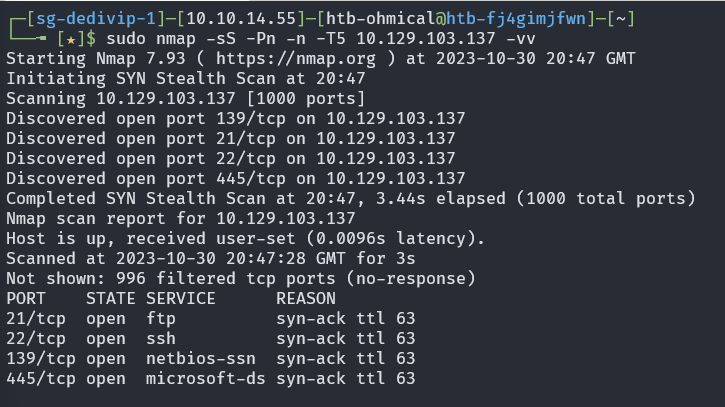 ┌─[sg-dedivip-1]─[10.10.14.55]─[htb-ohmical@htb-fj4gimjfwn]─[~]
└──╼ [★]$ sudo nmap -sS -Pn -n -T5 10.129.103.137 -vv
Starting Nmap 7.93 ( https://nmap.org ) at 2023-10-30 20:47 GMT
Initiating SYN Stealth Scan at 20:47
Scanning 10.129.103.137 [1000 ports]
Discovered open port 139/tcp on 10.129.103.137
Discovered open port 21/tcp on 10.129.103.137
Discovered open port 22/tcp on 10.129.103.137
Discovered open port 445/tcp on 10.129.103.137
Completed SYN Stealth Scan at 20:47, 3.44s elapsed (1000 total ports)
Nmap scan report for 10.129.103.137
Host is up, received user-set (0.0096s latency).
Scanned at 2023-10-30 20:47:28 GMT for 3s
Not shown: 996 filtered tcp ports (no-response)
PORT    STATE SERVICE      REASON
21/tcp  open  ftp          syn-ack ttl 63
22/tcp  open  ssh          syn-ack ttl 63
139/tcp open  netbios-ssn  syn-ack ttl 63
445/tcp open  microsoft-ds syn-ack ttl 63